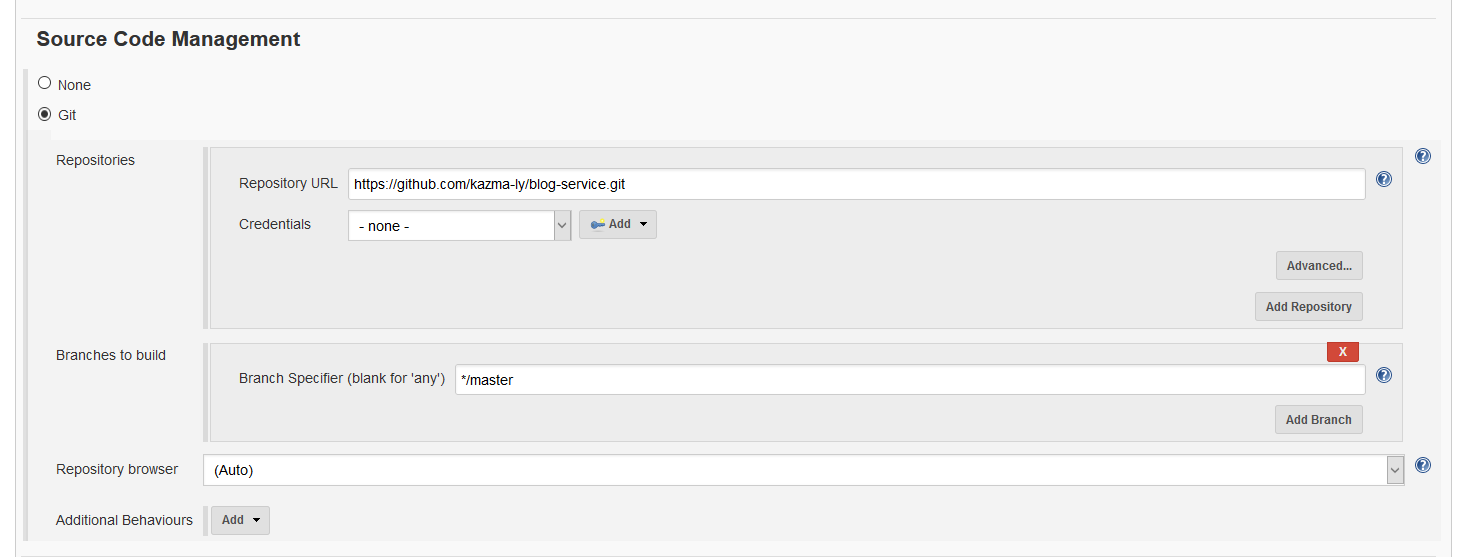 Source Code Management
None
Git
Repositories
Repository URL https://github.com/kazma-ly/blog-service.git
Credentials - none - Add
Advanced...
Add Repository
Branches to build
X
Branch Specifier (blank for 'any') */master
Add Branch
Repository browser (Auto)
Additional Behaviours Add